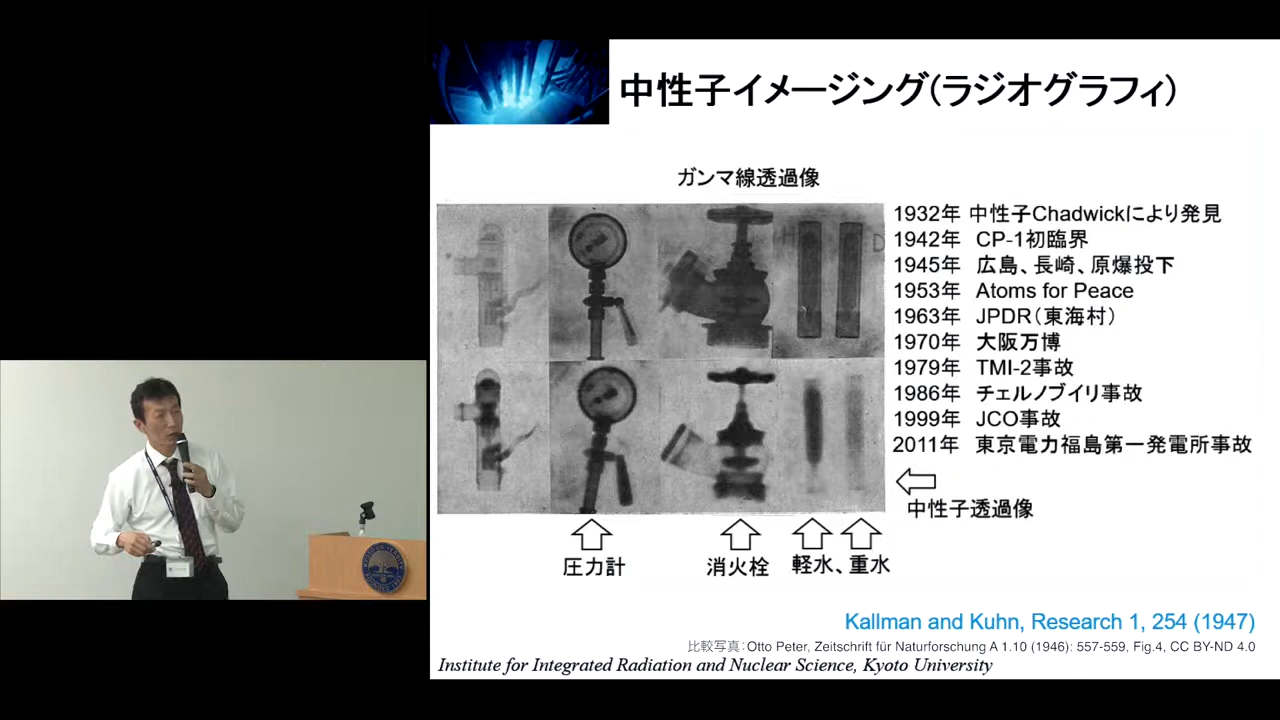 中性子イメージング(ラジオグラフィ)
ガンマ線透過像
H
D
1932年 中性子Chadwickにより発見
1942年 CP-1初臨界
1945年 広島、長崎、原爆投下
1953年 Atoms for Peace
1963年 JPDR（東海村）
1970年 大阪万博
1979年 TMI-2事故
1986年 チェルノブイリ事故
1999年 JCO事故
2011年 東京電力福島第一発電所事故
中性子透過像
圧力計
消火栓
軽水、重水
Kallman and Kuhn, Research 1, 254 (1947)
比較写真：Otto Peter, Zeitschrift für Naturforschung A 1.10 (1946): 557-559, Fig.4, CC BY-ND 4.0
Institute for Integrated Radiation and Nuclear Science, Kyoto University
KYOTO UNIVERSITY
FOUNDED 1897